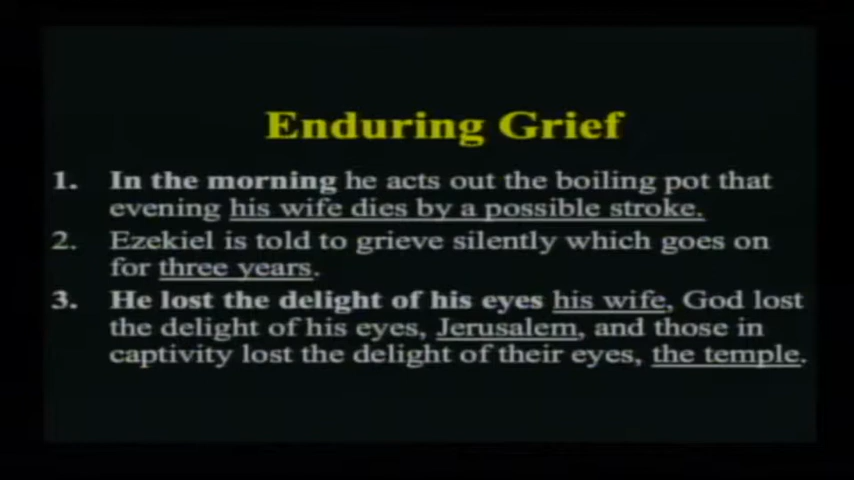 Enduring Grief
1. In the morning he acts out the boiling pot that
evening his wife dies by a possible stroke.
2. Ezekiel is told to grieve silently which goes on
for three years.
3. He lost the delight of his eyes his wife, God lost
the delight of his eyes, Jerusalem, and those in
captivity lost the delight of their eyes, the temple.